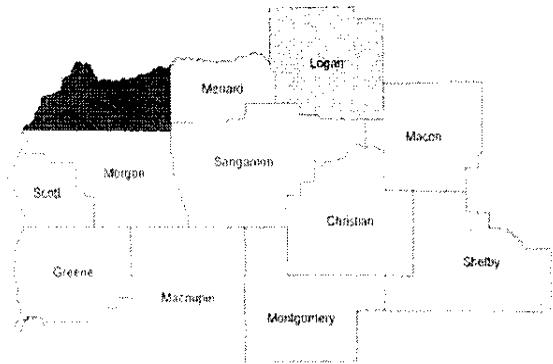 Logan
Menard
Macon
Morgan
Sangamon
Scott
Christian
Shelby
Greene
Macoupin
Montgomery